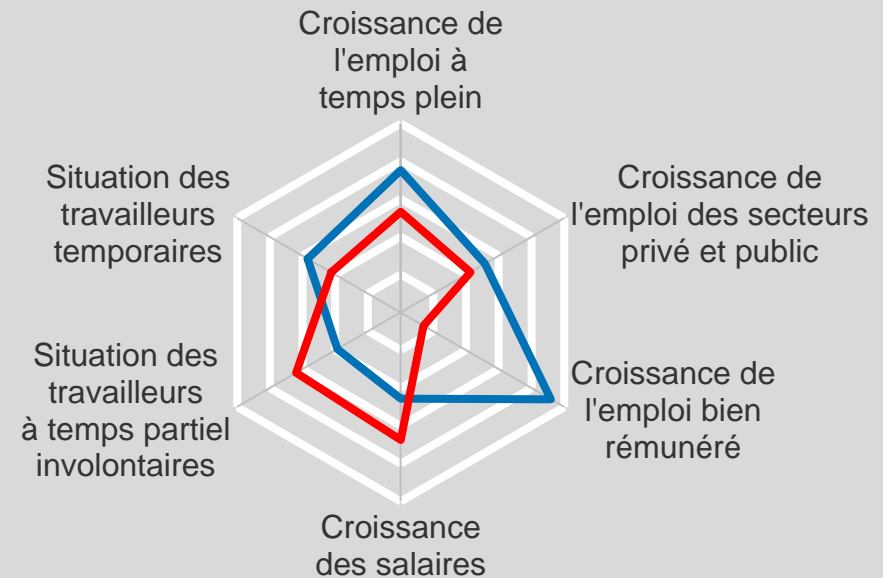 Croissance de
l'emploi à
temps plein
Croissance de
l'emploi des secteurs
privé et public
Croissance de
l'emploi bien
rémunéré
Croissance
des salaires
Situation des
travailleurs
à temps partiel
involontaires
Situation des
travailleurs
temporaires